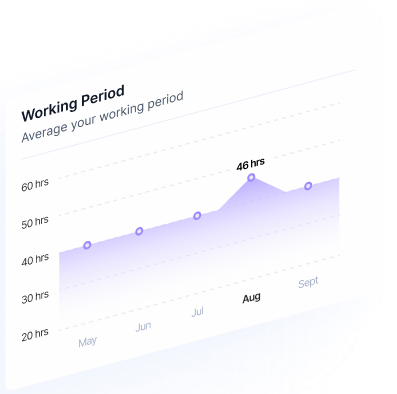 Working Period
Average your working period
60 hrs
50 hrs
40 hrs
30 hrs
20 hrs
46 hrs
May
Jun
Jul
Aug
Sept